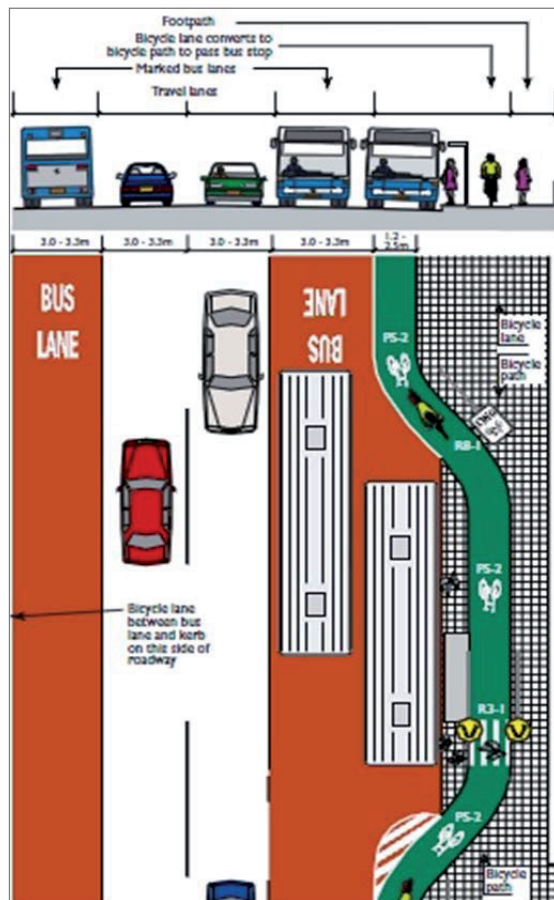 Footpath
Bicycle lane converts to
bicycle path to pass bus stop
Marked bus lanes
Travel lanes
3.0 - 3.3m
3.0 - 3.3m
3.0 - 3.3m
3.0 - 3.3m
1.2 -
2.5m
BUS
LANE
BUS
LANE
PS-2
Bicycle
lane
Bicycle
path
R8-1
PS-2
Bicycle lane
between bus
lane and kerb
on this side of
roadway
R3-1
PS-2
Bicycle
path